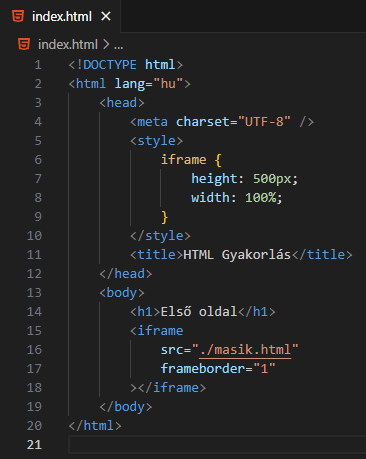 index.html
index.html > ...
1 <!DOCTYPE html>
2 <html lang="hu">
3     <head>
4         <meta charset="UTF-8" />
5         <style>
6             iframe {
7                 height: 500px;
8                 width: 100%;
9             }
10         </style>
11         <title>HTML Gyakorlás</title>
12     </head>
13     <body>
14         <h1>Első oldal</h1>
15         <iframe
16             src="./masik.html"
17             frameborder="1"
18         ></iframe>
19     </body>
20 </html>
21